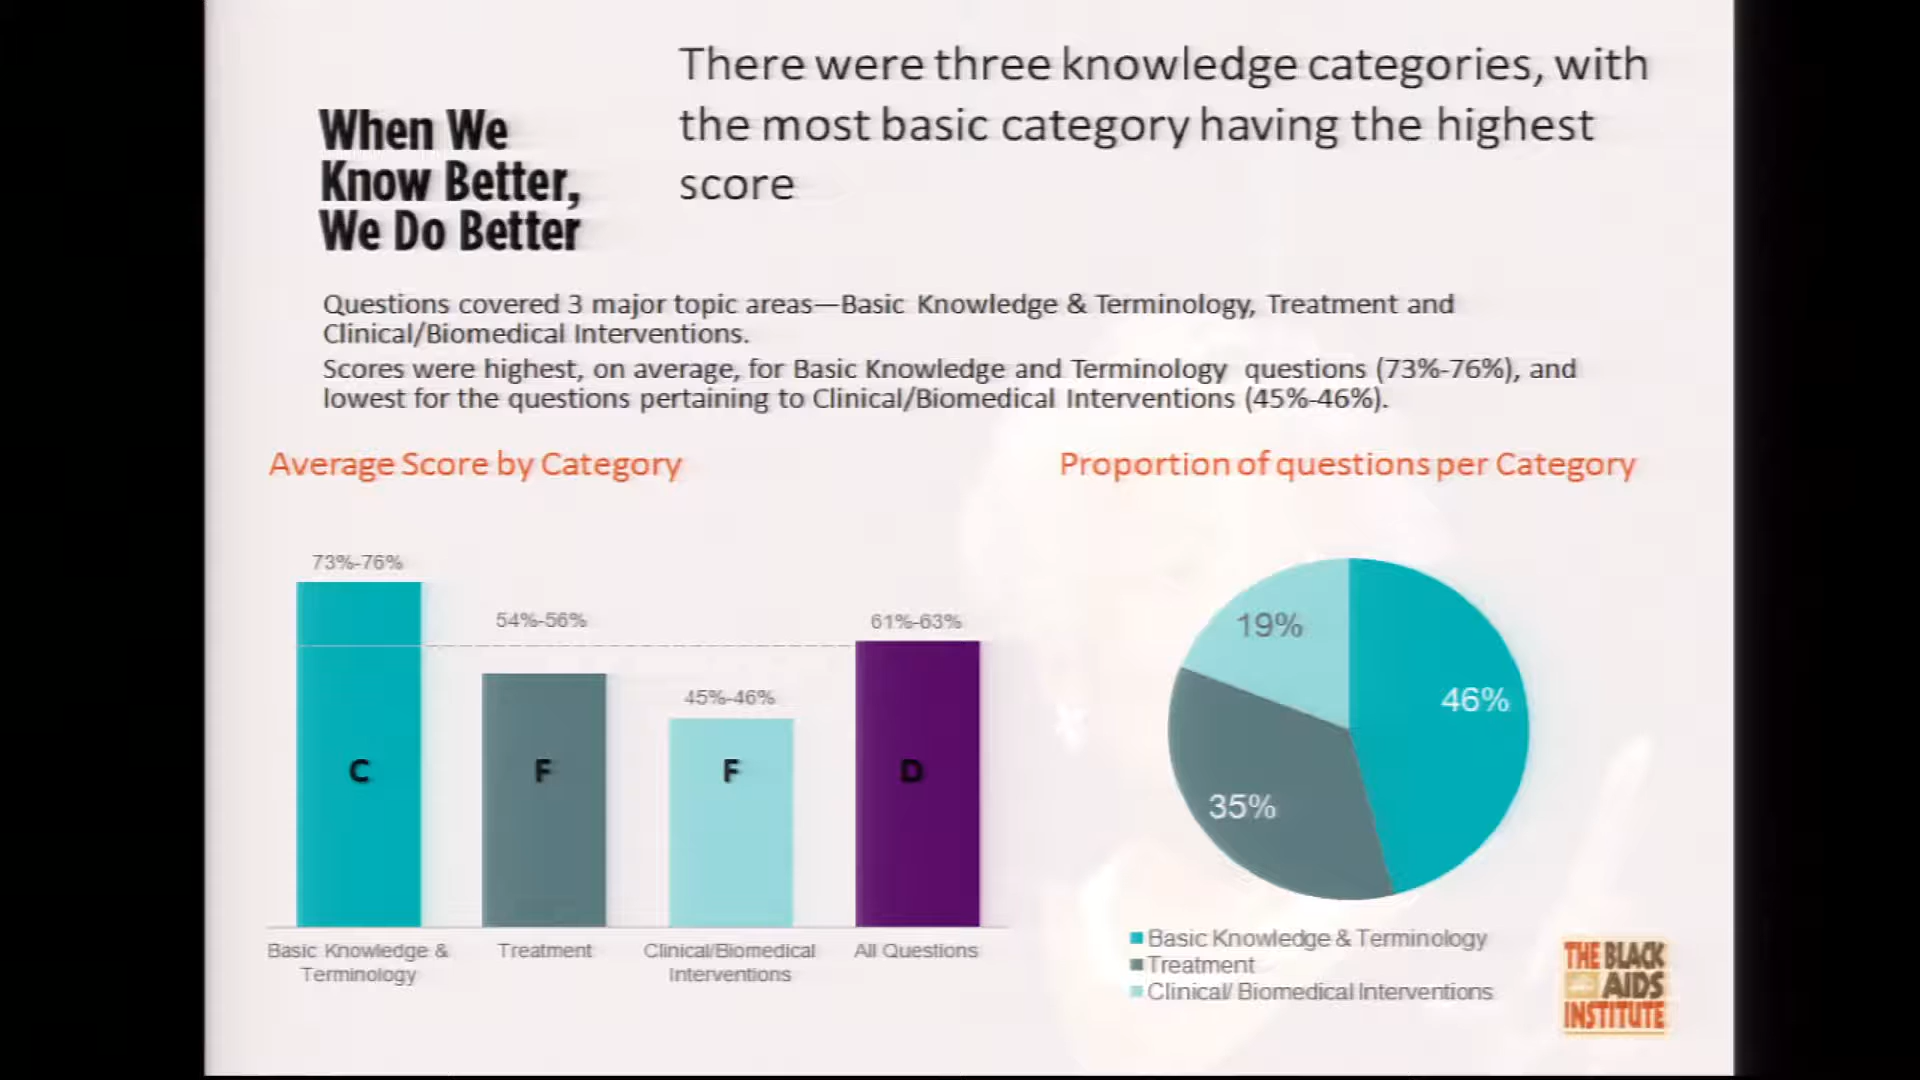 There were three knowledge categories, with
the most basic category having the highest
score
When We
Know Better,
We Do Better
Questions covered 3 major topic areas—Basic Knowledge & Terminology, Treatment and
Clinical/Biomedical Interventions.
Scores were highest, on average, for Basic Knowledge and Terminology questions (73%-76%), and
lowest for the questions pertaining to Clinical/Biomedical Interventions (45%-46%).
Average Score by Category
73%-76%
54%-56%
45%-46%
61%-63%
C
F
F
D
Basic Knowledge &
Terminology
Treatment
Clinical/Biomedical
Interventions
All Questions
Proportion of questions per Category
19%
46%
35%
Basic Knowledge & Terminology
Treatment
Clinical/ Biomedical Interventions
THE BLACK
AIDS
INSTITUTE